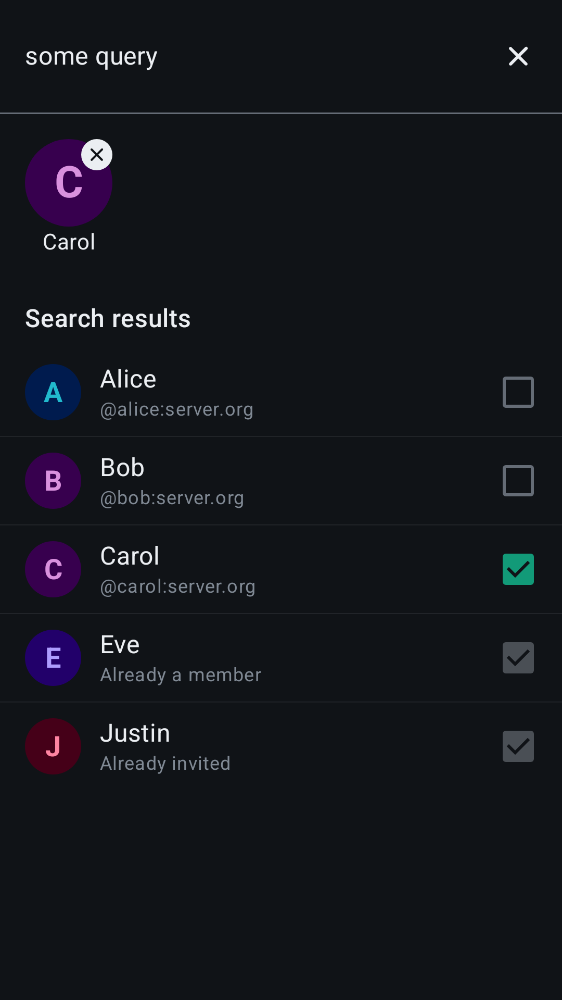 some query
C
Carol
Search results
A
Alice
@alice:server.org
B
Bob
@bob:server.org
C
Carol
@carol:server.org
E
Eve
Already a member
J
Justin
Already invited